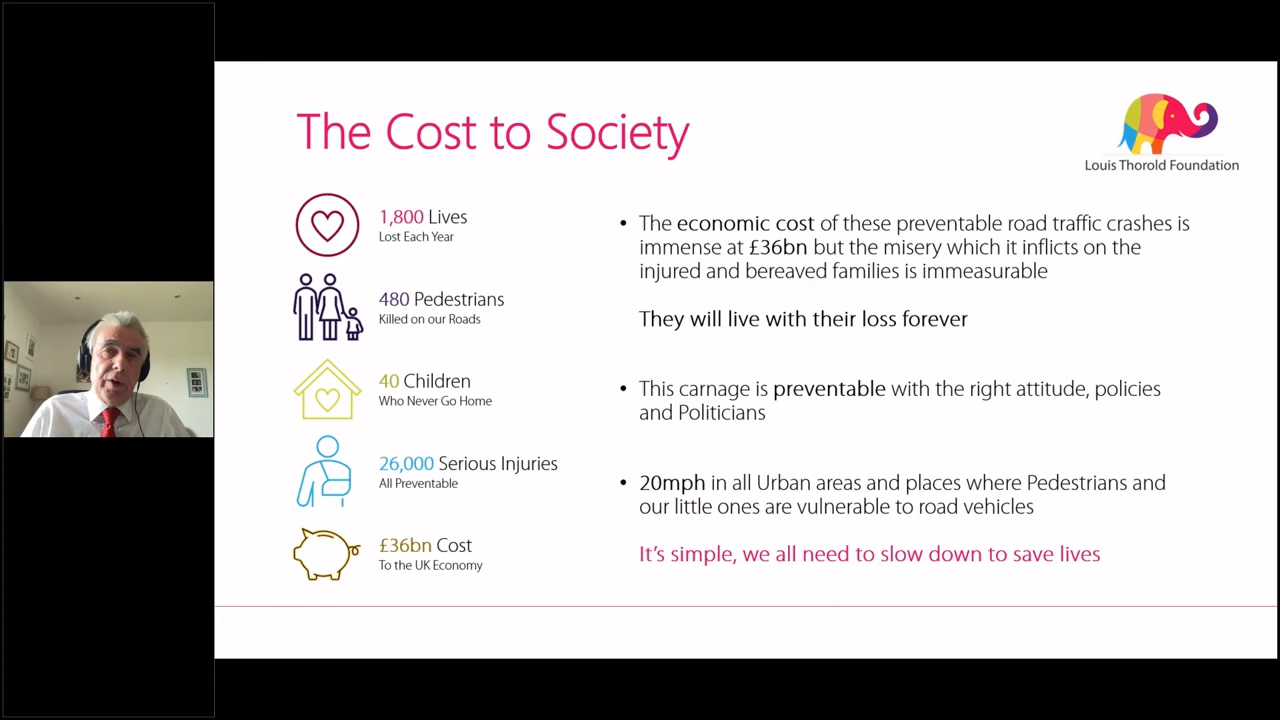 The Cost to Society
Louis Thorold Foundation
1,800 Lives
Lost Each Year
480 Pedestrians
Killed on our Roads
40 Children
Who Never Go Home
26,000 Serious Injuries
All Preventable
£36bn Cost
To the UK Economy
• The economic cost of these preventable road traffic crashes is
immense at £36bn but the misery which it inflicts on the
injured and bereaved families is immeasurable
They will live with their loss forever
• This carnage is preventable with the right attitude, policies
and Politicians
• 20mph in all Urban areas and places where Pedestrians and
our little ones are vulnerable to road vehicles
It's simple, we all need to slow down to save lives